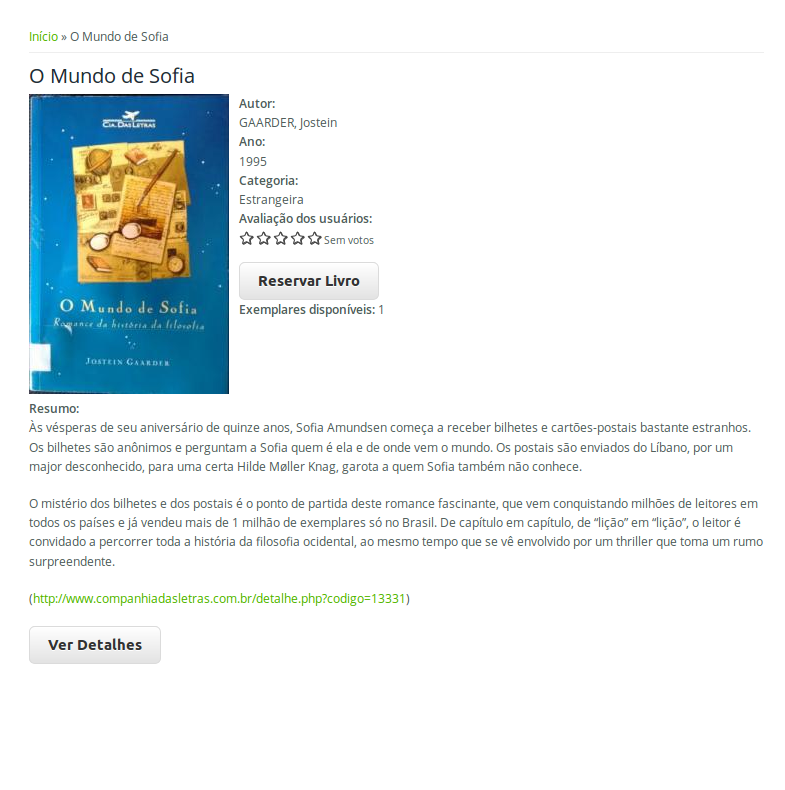 Início » O Mundo de Sofia
O Mundo de Sofia
CIA. DAS LETRAS
O Mundo de Sofia
Romance da história da filosofia
JOSTEIN GAARDER
Autor:
GAARDER, Jostein
Ano:
1995
Categoria:
Estrangeira
Avaliação dos usuários:
Sem votos
Reservar Livro
Exemplares disponíveis: 1
Resumo:
Às vésperas de seu aniversário de quinze anos, Sofia Amundsen começa a receber bilhetes e cartões-postais bastante estranhos.
Os bilhetes são anônimos e perguntam a Sofia quem é ela e de onde vem o mundo. Os postais são enviados do Líbano, por um
major desconhecido, para uma certa Hilde Møller Knag, garota a quem Sofia também não conhece.
O mistério dos bilhetes e dos postais é o ponto de partida deste romance fascinante, que vem conquistando milhões de leitores em
todos os países e já vendeu mais de 1 milhão de exemplares só no Brasil. De capítulo em capítulo, de “lição” em “lição”, o leitor é
convidado a percorrer toda a história da filosofia ocidental, ao mesmo tempo que se vê envolvido por um thriller que toma um rumo
surpreendente.
(http://www.companhiadasletras.com.br/detalhe.php?codigo=13331)
Ver Detalhes